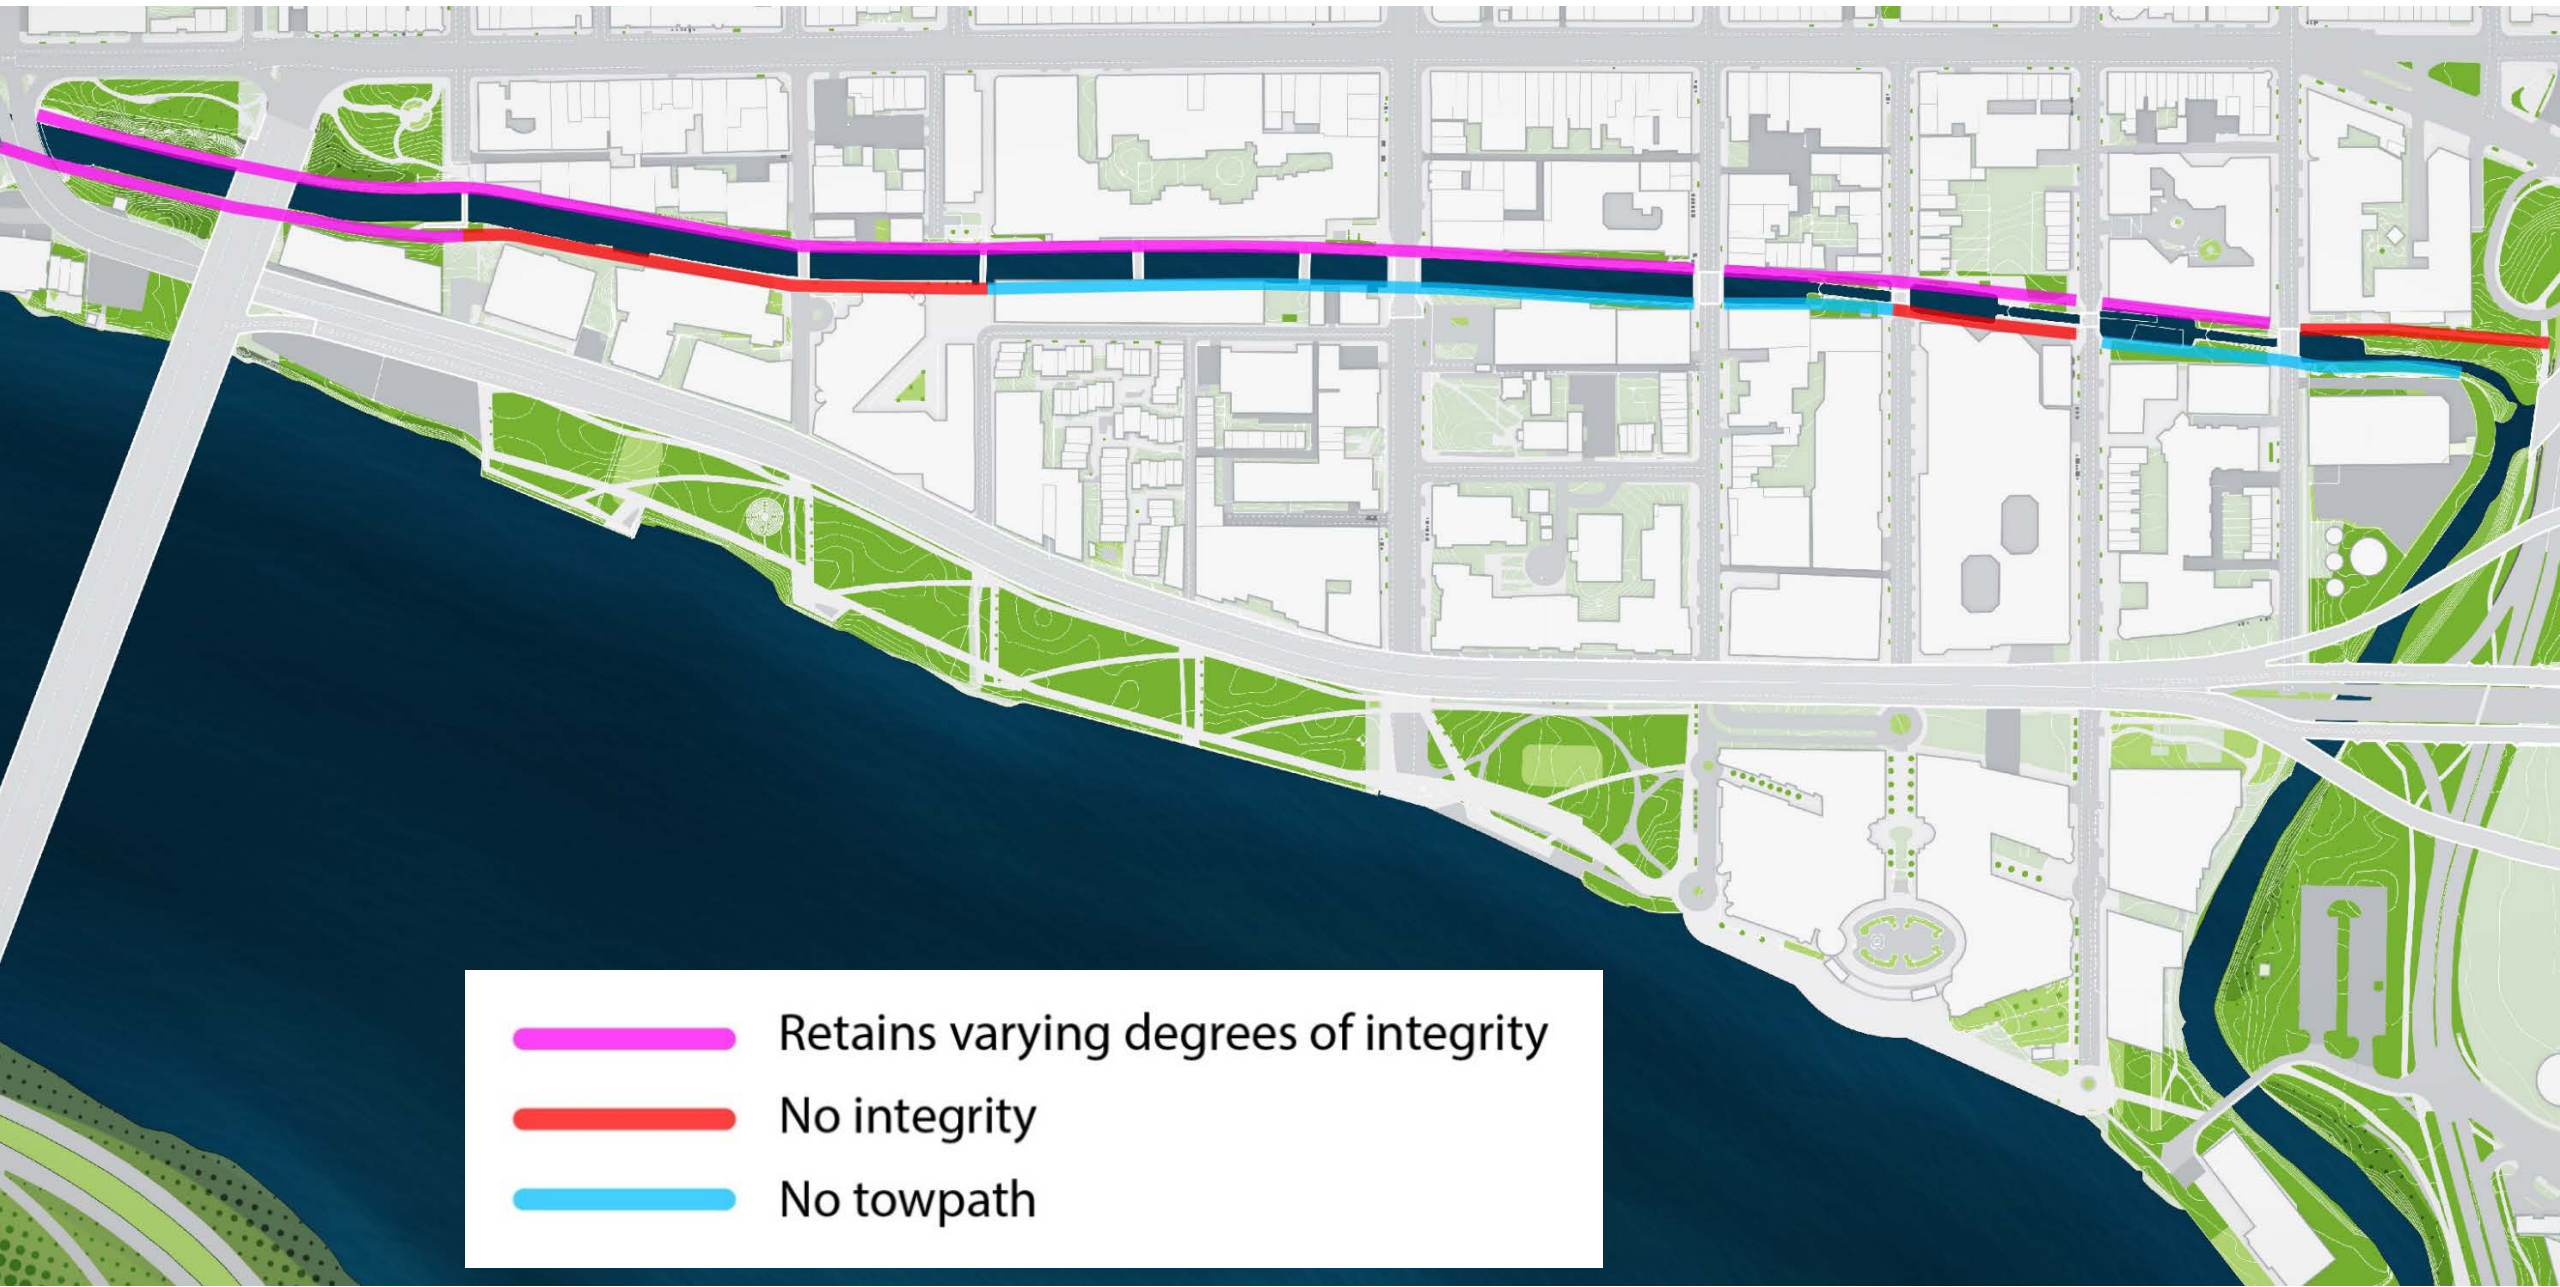 Retains varying degrees of integrity
No integrity
No towpath